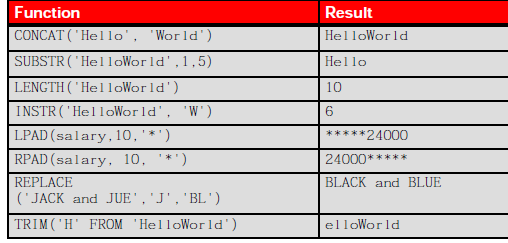 Function Result
CONCAT('Hello', 'World') HelloWorld
SUBSTR('HelloWorld',1,5) Hello
LENGTH('HelloWorld') 10
INSTR('HelloWorld', 'W') 6
LPAD(salary,10,'*') *****24000
RPAD(salary, 10, '*') 24000*****
REPLACE BLACK and BLUE
('JACK and JUE','J','BL')
TRIM('H' FROM 'HelloWorld') elloWorld